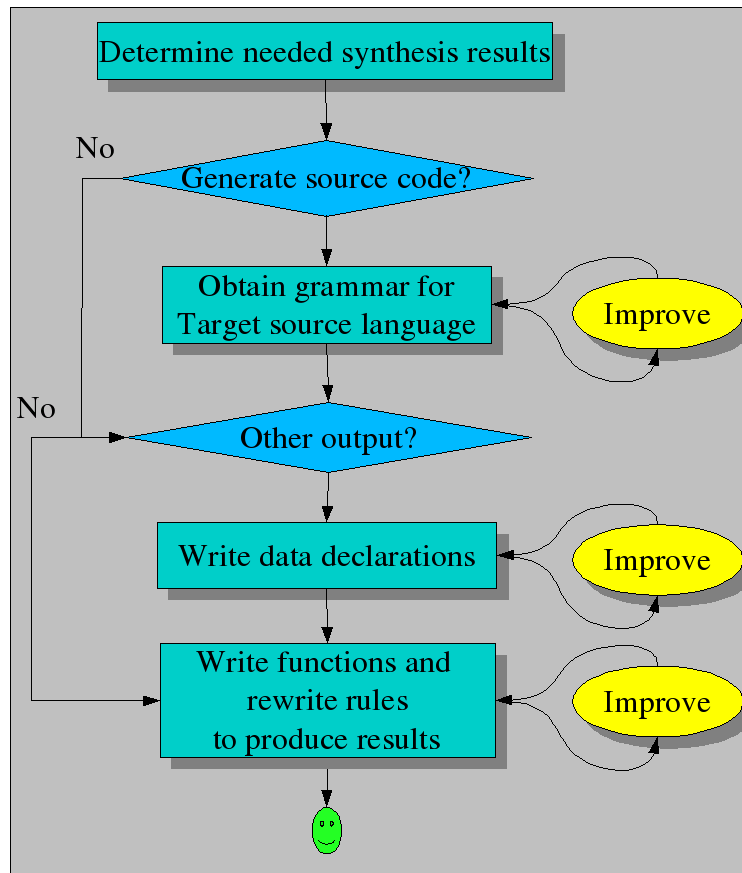 Determine needed synthesis results
No
Generate source code?
Obtain grammar for
Target source language
Improve
No
Other output?
Write data declarations
Improve
Write functions and
rewrite rules
to produce results
Improve